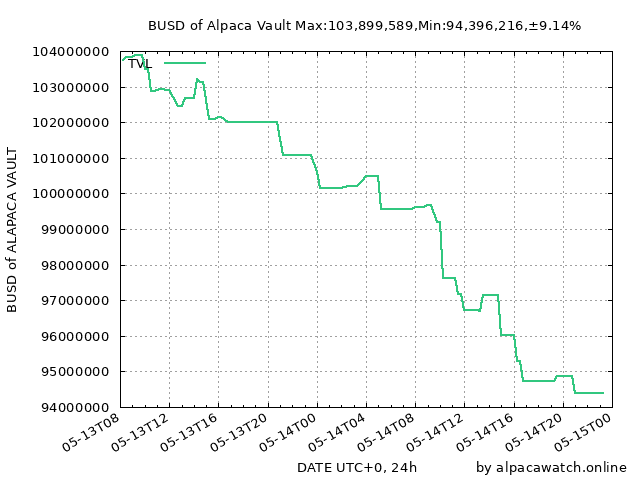 BUSD of Alpaca Vault Max:103,899,589,Min:94,396,216,±9.14%
104000000
TVL
103000000
102000000
101000000
100000000
99000000
98000000
97000000
96000000
95000000
94000000
BUSD of ALAPACA VAULT
05-13T08
05-13T12
05-13T16
05-13T20
05-14T00
05-14T04
05-14T08
05-14T12
05-14T16
05-14T20
05-15T00
DATE UTC+0, 24h
by alpacawatch.online